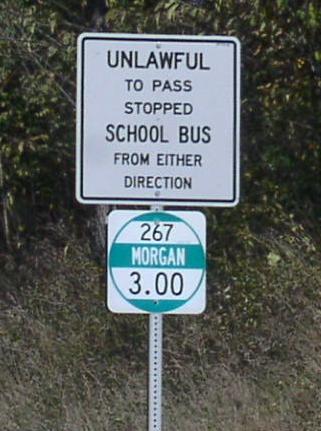 UNLAWFUL
TO PASS
STOPPED
SCHOOL BUS
FROM EITHER
DIRECTION
267
MORGAN
3.00